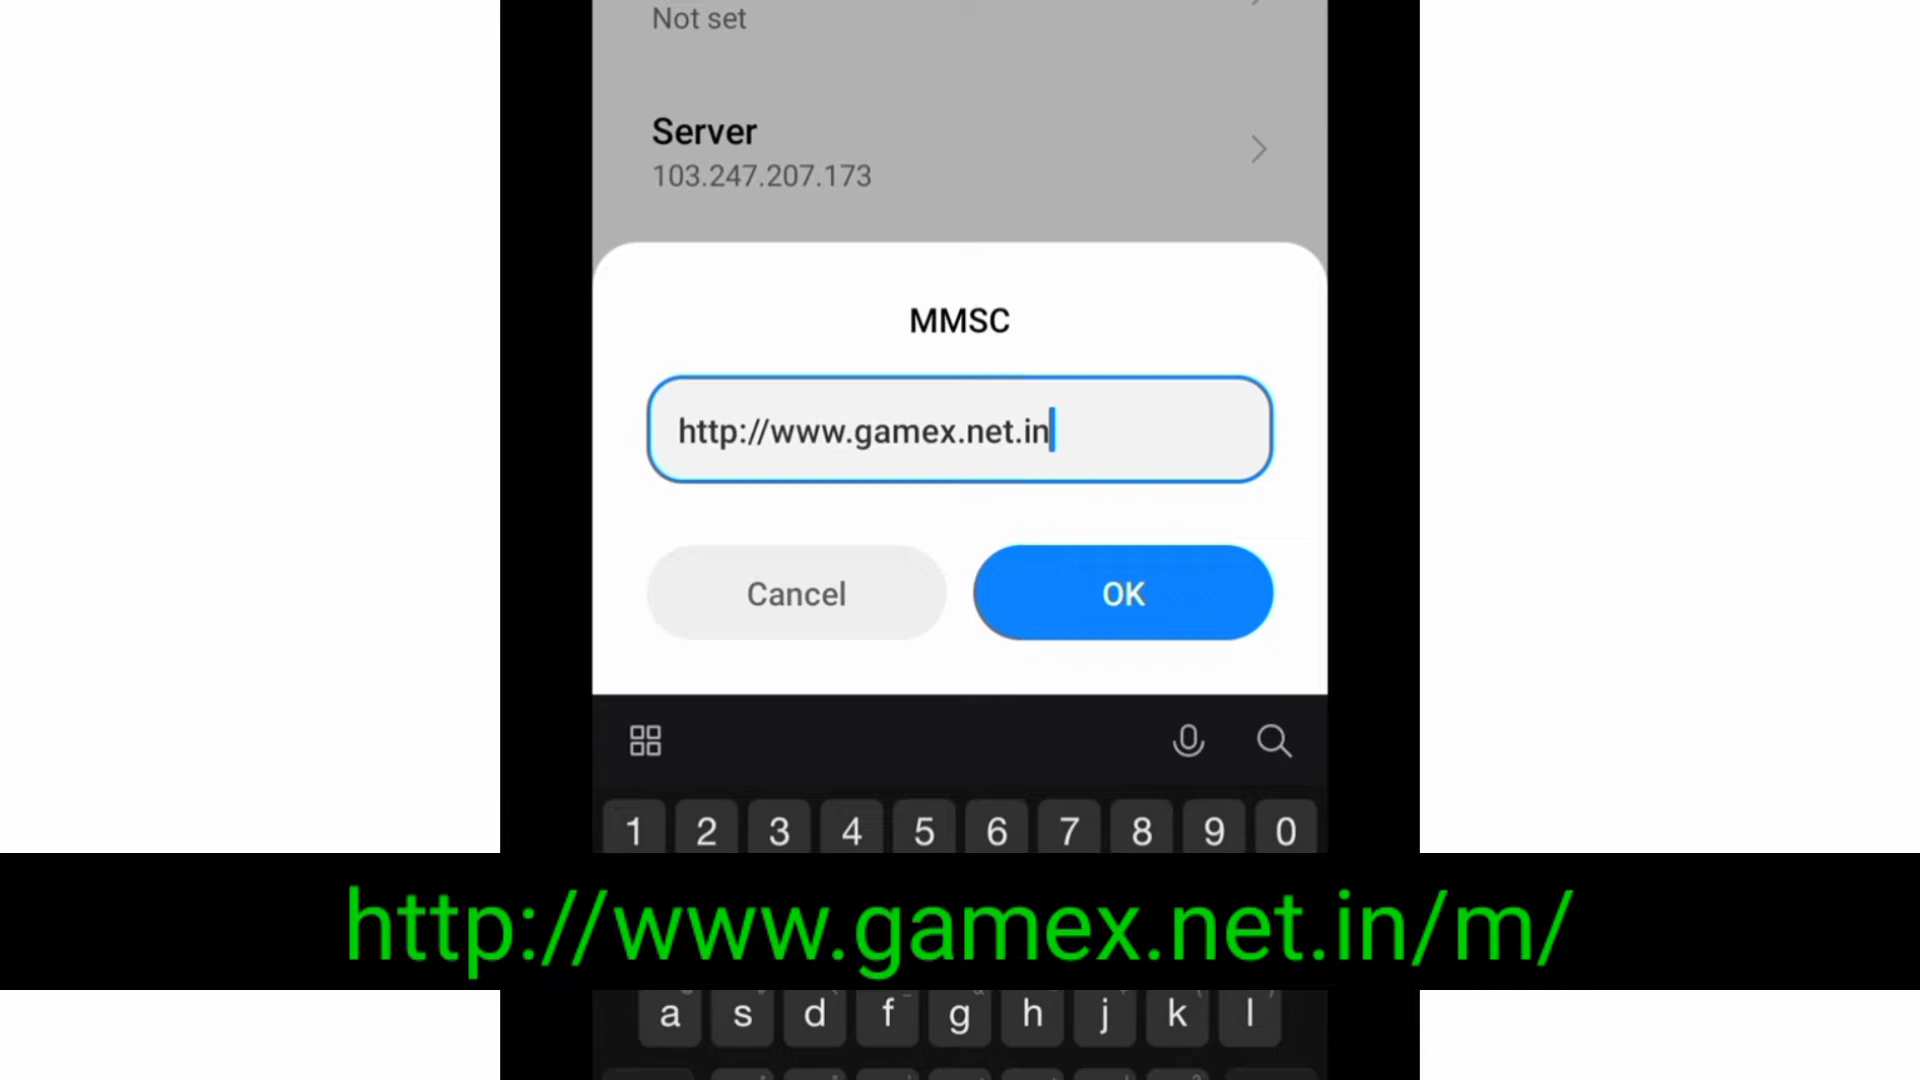 Not set
Server
103.247.207.173
MMSC
http://www.gamex.net.in
Cancel
OK
1 2 3 4 5 6 7 8 9 0
http://www.gamex.net.in/m/
a s d f g h j k l